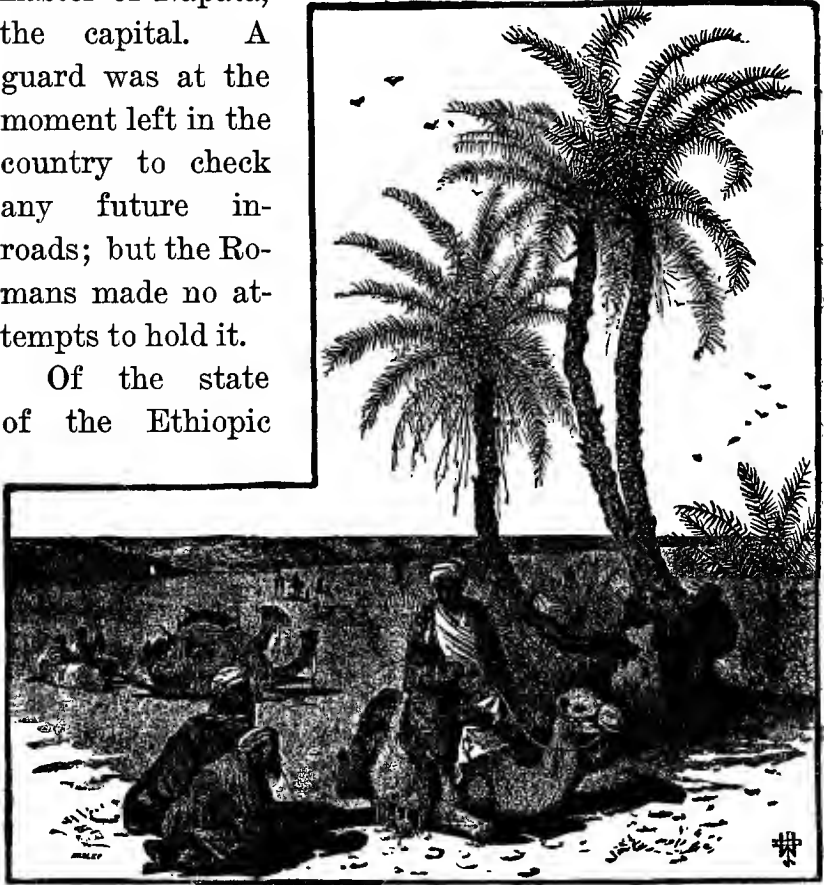 the capital. A
guard was at the
moment left in the
country to check
any future in-
roads; but the Ro-
mans made no at-
tempts to hold it.
Of the state
of the Ethiopic